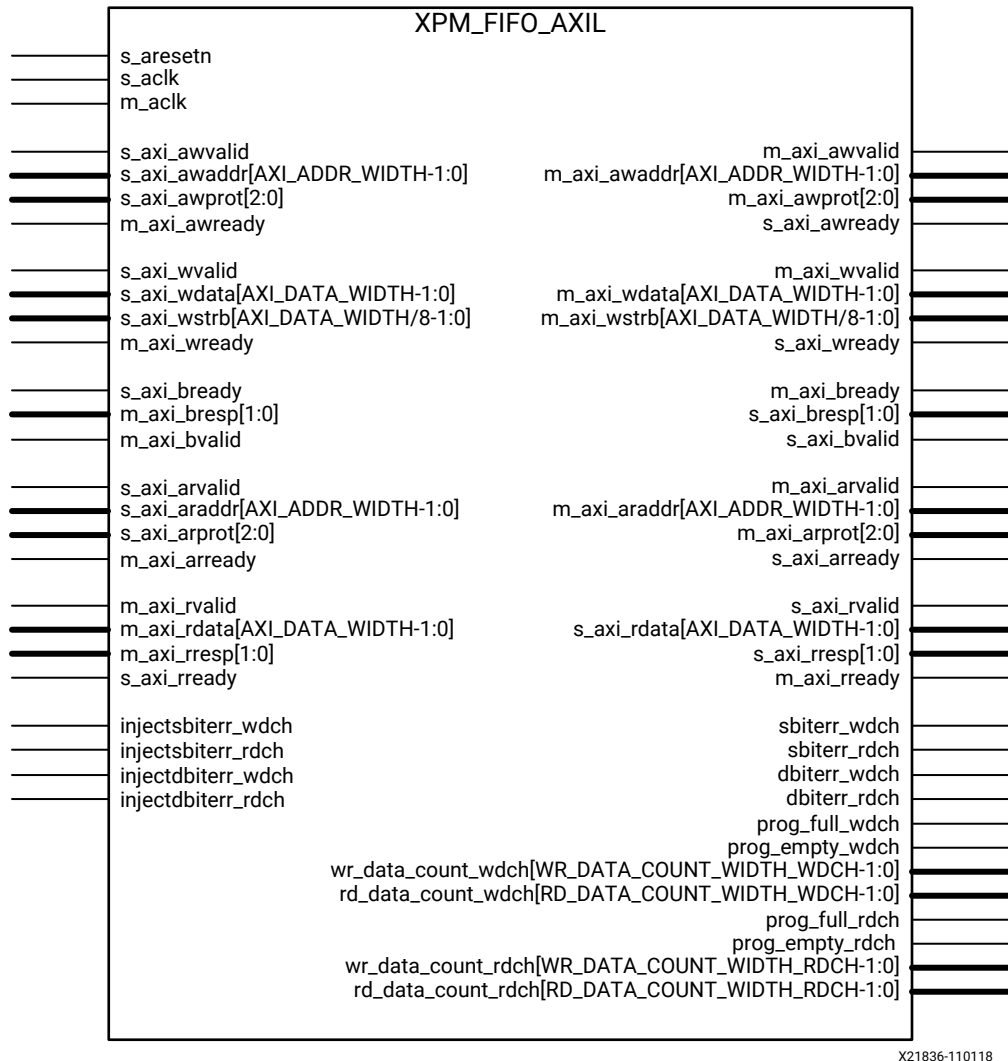 XPM_FIFO_AXIL
s_aresetn
s_aclk
m_aclk
s_axi_awvalid
s_axi_awaddr[AXI_ADDR_WIDTH-1:0]
s_axi_awprot[2:0]
m_axi_awready
m_axi_awvalid
m_axi_awaddr[AXI_ADDR_WIDTH-1:0]
m_axi_awprot[2:0]
s_axi_awready
s_axi_wvalid
s_axi_wdata[AXI_DATA_WIDTH-1:0]
s_axi_wstrb[AXI_DATA_WIDTH/8-1:0]
m_axi_wready
m_axi_wvalid
m_axi_wdata[AXI_DATA_WIDTH-1:0]
m_axi_wstrb[AXI_DATA_WIDTH/8-1:0]
s_axi_wready
s_axi_bready
m_axi_bresp[1:0]
m_axi_bvalid
m_axi_bready
s_axi_bresp[1:0]
s_axi_bvalid
s_axi_arvalid
s_axi_araddr[AXI_ADDR_WIDTH-1:0]
s_axi_arprot[2:0]
m_axi_arready
m_axi_arvalid
m_axi_araddr[AXI_ADDR_WIDTH-1:0]
m_axi_arprot[2:0]
s_axi_arready
m_axi_rvalid
m_axi_rdata[AXI_DATA_WIDTH-1:0]
m_axi_rresp[1:0]
s_axi_rready
s_axi_rvalid
s_axi_rdata[AXI_DATA_WIDTH-1:0]
s_axi_rresp[1:0]
m_axi_rready
injectsbiterr_wdch
injectsbiterr_rdch
injectdbiterr_wdch
injectdbiterr_rdch
sbiterr_wdch
sbiterr_rdch
dbiterr_wdch
dbiterr_rdch
prog_full_wdch
prog_empty_wdch
wr_data_count_wdch[WR_DATA_COUNT_WIDTH_WDCH-1:0]
rd_data_count_wdch[RD_DATA_COUNT_WIDTH_WDCH-1:0]
prog_full_rdch
prog_empty_rdch
wr_data_count_rdch[WR_DATA_COUNT_WIDTH_RDCH-1:0]
rd_data_count_rdch[RD_DATA_COUNT_WIDTH_RDCH-1:0]
X21836-110118